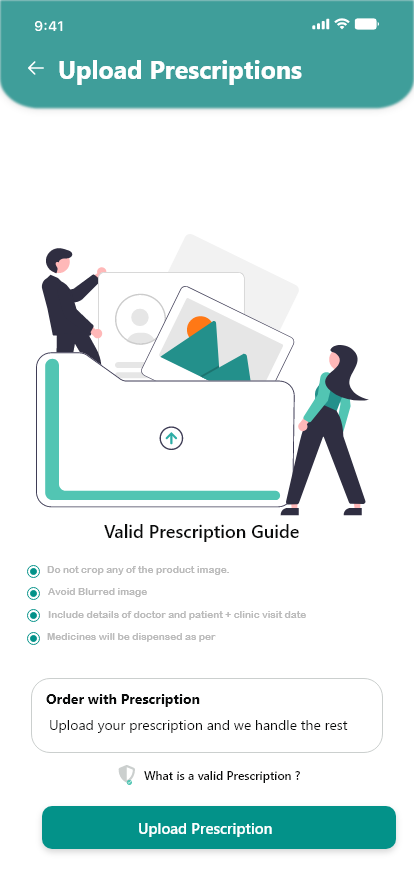 9:41
Upload Prescriptions
Valid Prescription Guide
Do not crop any of the product image.
Avoid Blurred image
Include details of doctor and patient + clinic visit date
Medicines will be dispensed as per
Order with Prescription
Upload your prescription and we handle the rest
What is a valid Prescription ?
Upload Prescription